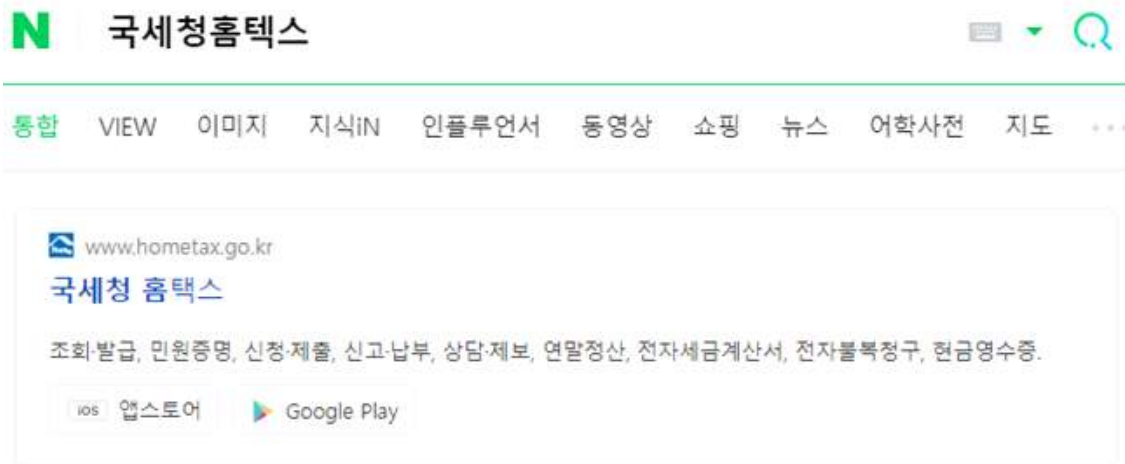 N 국세청홈텍스
통합 VIEW 이미지 지식iN 인플루언서 동영상 쇼핑 뉴스 어학사전 지도 ...
www.hometax.go.kr
국세청 홈택스
조회·발급, 민원증명, 신청·제출, 신고·납부, 상담·제보, 연말정산, 전자세금계산서, 전자불복청구, 현금영수증.
iOS 앱스토어 Google Play